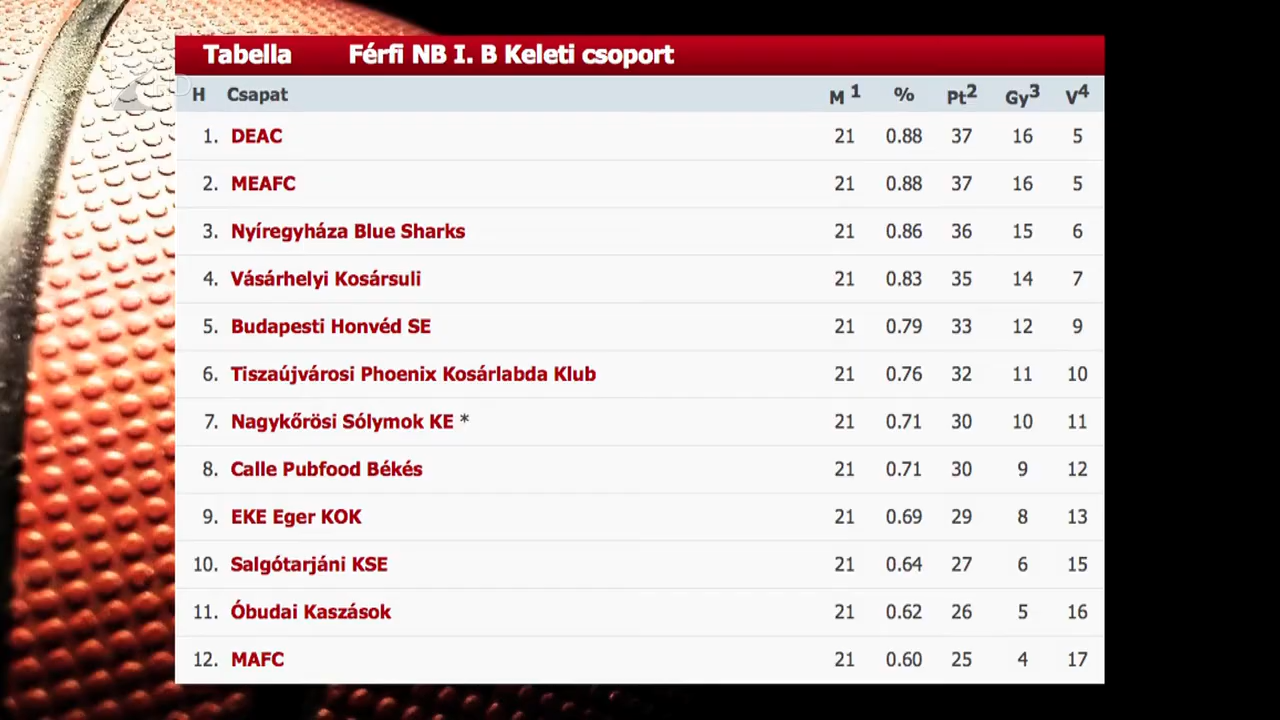 Tabella Férfi NB I. B Keleti csoport
H Csapat M 1 % Pt2 Gy3 V4
1. DEAC 21 0.88 37 16 5
2. MEAFC 21 0.88 37 16 5
3. Nyíregyháza Blue Sharks 21 0.86 36 15 6
4. Vásárhelyi Kosársuli 21 0.83 35 14 7
5. Budapesti Honvéd SE 21 0.79 33 12 9
6. Tiszaújvárosi Phoenix Kosárlabda Klub 21 0.76 32 11 10
7. Nagykőrösi Sólymok KE * 21 0.71 30 10 11
8. Calle Pubfood Békés 21 0.71 30 9 12
9. EKE Eger KOK 21 0.69 29 8 13
10. Salgótarjáni KSE 21 0.64 27 6 15
11. Óbudai Kaszások 21 0.62 26 5 16
12. MAFC 21 0.60 25 4 17